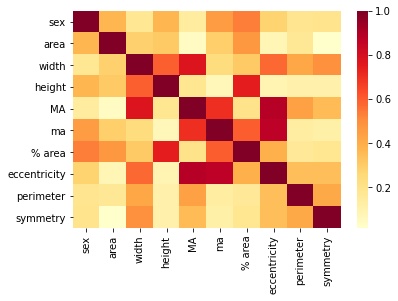 sex
area
width
height
MA
ma
% area
eccentricity
perimeter
symmetry
sex
area
width
height
MA
ma
% area
eccentricity
perimeter
symmetry
1.0
0.8
0.6
0.4
0.2